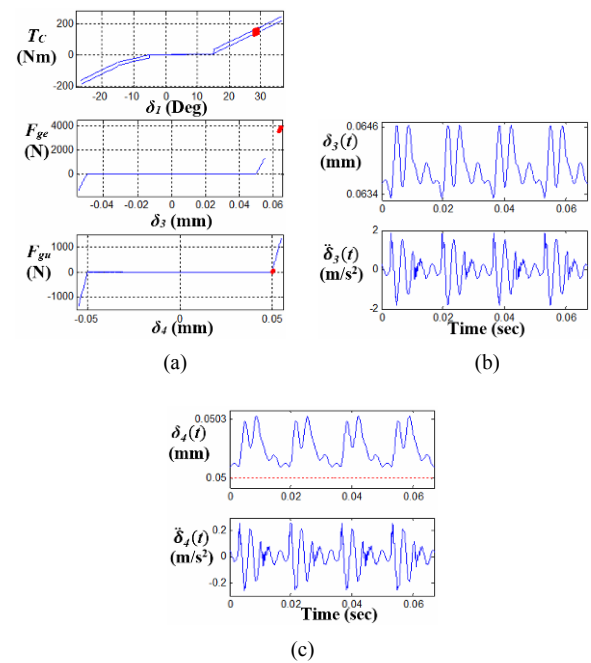 T_C
(Nm)
200
0
-200
-20 -10 0 10 20 30
δ_1 (Deg)
F_ge
(N)
4000
2000
0
-0.04 -0.02 0 0.02 0.04 0.06
δ_3 (mm)
F_gu
(N)
1000
0
-1000
-0.05 0 0.05
δ_4 (mm)
(a)
0.0646
δ_3(t)
(mm)
0.0634
0 0.02 0.04 0.06
2
δ̈_3(t)
(m/s²)
0
-2
0 0.02 0.04 0.06
Time (sec)
(b)
0.0503
δ_4(t)
(mm)
0.05
0 0.02 0.04 0.06
δ̈_4(t)
(m/s²)
0.2
0
-0.2
0 0.02 0.04 0.06
Time (sec)
(c)